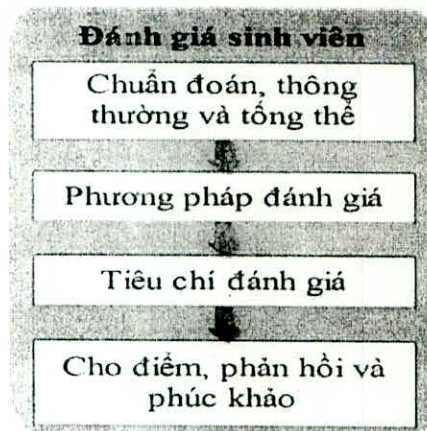 Đánh giá sinh viên
Chuẩn đoán, thông
thường và tổng thể
Phương pháp đánh giá
Tiêu chí đánh giá
Cho điểm, phản hồi và
phúc khảo